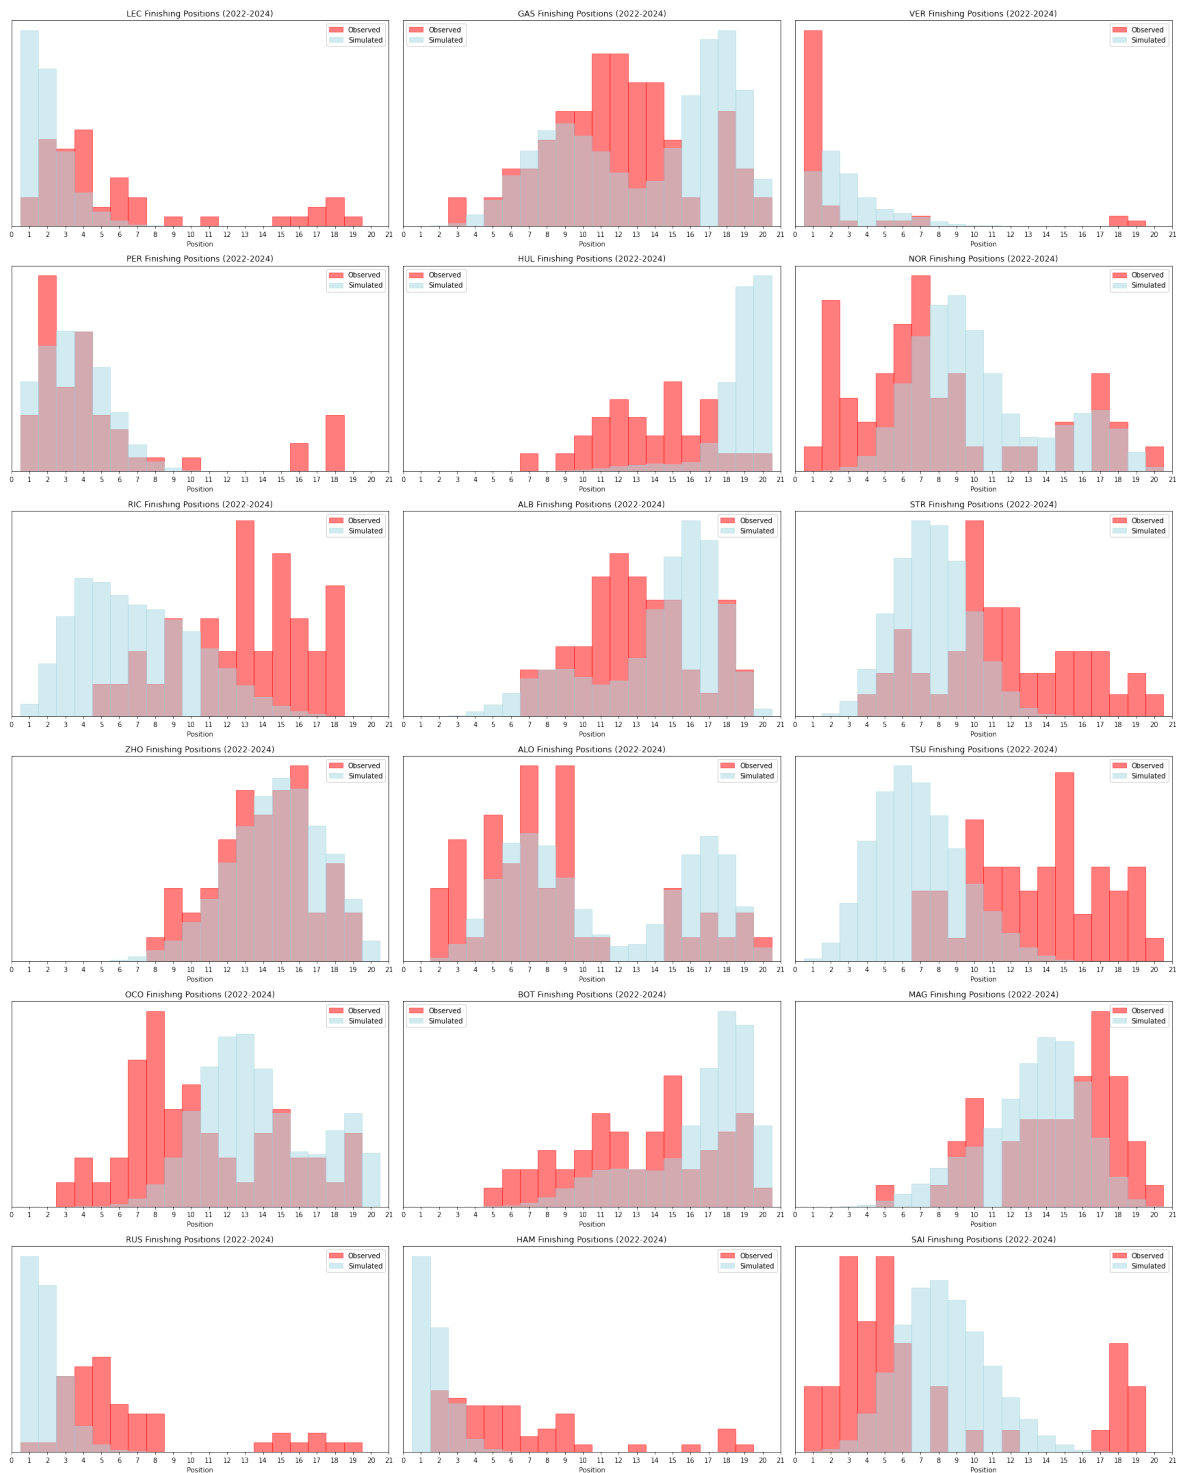 LEC Finishing Positions (2022-2024)
Observed
Simulated
0 1 2 3 4 5 6 7 8 9 10 11 12 13 14 15 16 17 18 19 20 21
Position
GAS Finishing Positions (2022-2024)
Observed
Simulated
0 1 2 3 4 5 6 7 8 9 10 11 12 13 14 15 16 17 18 19 20 21
Position
VER Finishing Positions (2022-2024)
Observed
Simulated
0 1 2 3 4 5 6 7 8 9 10 11 12 13 14 15 16 17 18 19 20 21
Position
PER Finishing Positions (2022-2024)
Observed
Simulated
0 1 2 3 4 5 6 7 8 9 10 11 12 13 14 15 16 17 18 19 20 21
Position
HUL Finishing Positions (2022-2024)
Observed
Simulated
0 1 2 3 4 5 6 7 8 9 10 11 12 13 14 15 16 17 18 19 20 21
Position
NOR Finishing Positions (2022-2024)
Observed
Simulated
0 1 2 3 4 5 6 7 8 9 10 11 12 13 14 15 16 17 18 19 20 21
Position
RIC Finishing Positions (2022-2024)
Observed
Simulated
0 1 2 3 4 5 6 7 8 9 10 11 12 13 14 15 16 17 18 19 20 21
Position
ALB Finishing Positions (2022-2024)
Observed
Simulated
0 1 2 3 4 5 6 7 8 9 10 11 12 13 14 15 16 17 18 19 20 21
Position
STR Finishing Positions (2022-2024)
Observed
Simulated
0 1 2 3 4 5 6 7 8 9 10 11 12 13 14 15 16 17 18 19 20 21
Position
ZHO Finishing Positions (2022-2024)
Observed
Simulated
0 1 2 3 4 5 6 7 8 9 10 11 12 13 14 15 16 17 18 19 20 21
Position
ALO Finishing Positions (2022-2024)
Observed
Simulated
0 1 2 3 4 5 6 7 8 9 10 11 12 13 14 15 16 17 18 19 20 21
Position
TSU Finishing Positions (2022-2024)
Observed
Simulated
0 1 2 3 4 5 6 7 8 9 10 11 12 13 14 15 16 17 18 19 20 21
Position
OCO Finishing Positions (2022-2024)
Observed
Simulated
0 1 2 3 4 5 6 7 8 9 10 11 12 13 14 15 16 17 18 19 20 21
Position
BOT Finishing Positions (2022-2024)
Observed
Simulated
0 1 2 3 4 5 6 7 8 9 10 11 12 13 14 15 16 17 18 19 20 21
Position
MAG Finishing Positions (2022-2024)
Observed
Simulated
0 1 2 3 4 5 6 7 8 9 10 11 12 13 14 15 16 17 18 19 20 21
Position
RUS Finishing Positions (2022-2024)
Observed
Simulated
0 1 2 3 4 5 6 7 8 9 10 11 12 13 14 15 16 17 18 19 20 21
Position
HAM Finishing Positions (2022-2024)
Observed
Simulated
0 1 2 3 4 5 6 7 8 9 10 11 12 13 14 15 16 17 18 19 20 21
Position
SAI Finishing Positions (2022-2024)
Observed
Simulated
0 1 2 3 4 5 6 7 8 9 10 11 12 13 14 15 16 17 18 19 20 21
Position